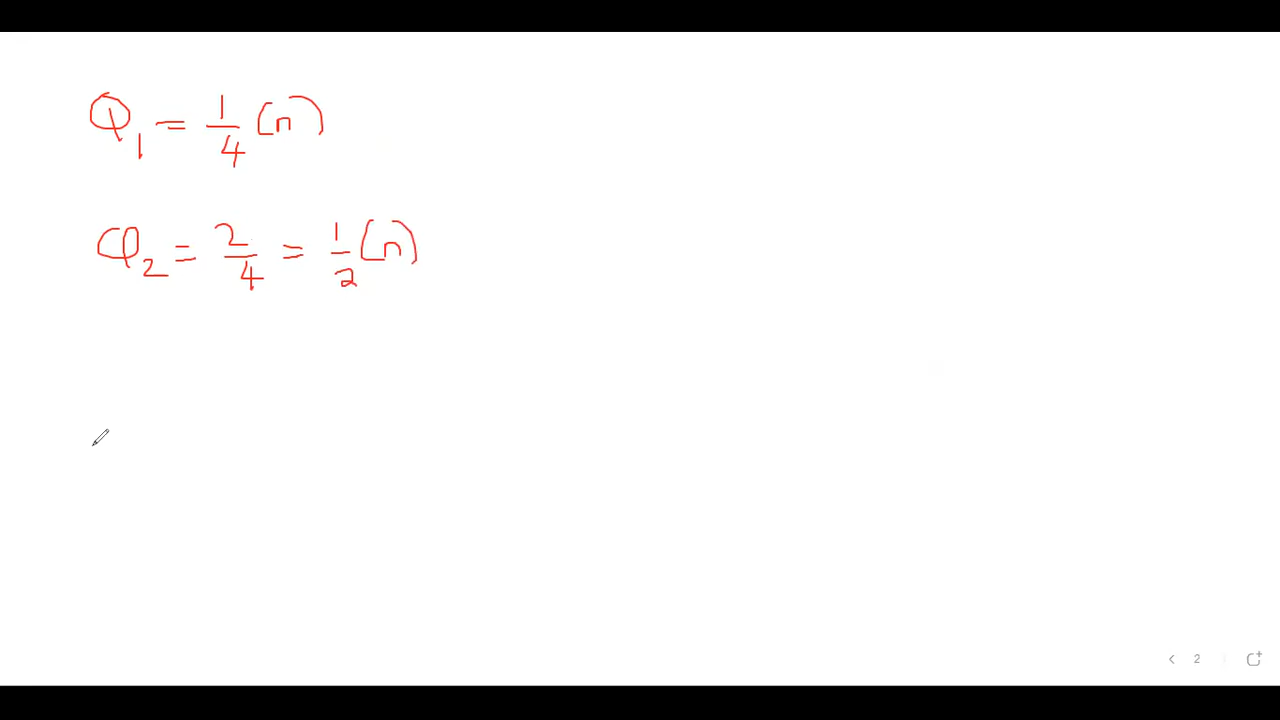 Q₁ = 1/4 (n)
Q₂ = 2/4 = 1/2 (n)
< 2